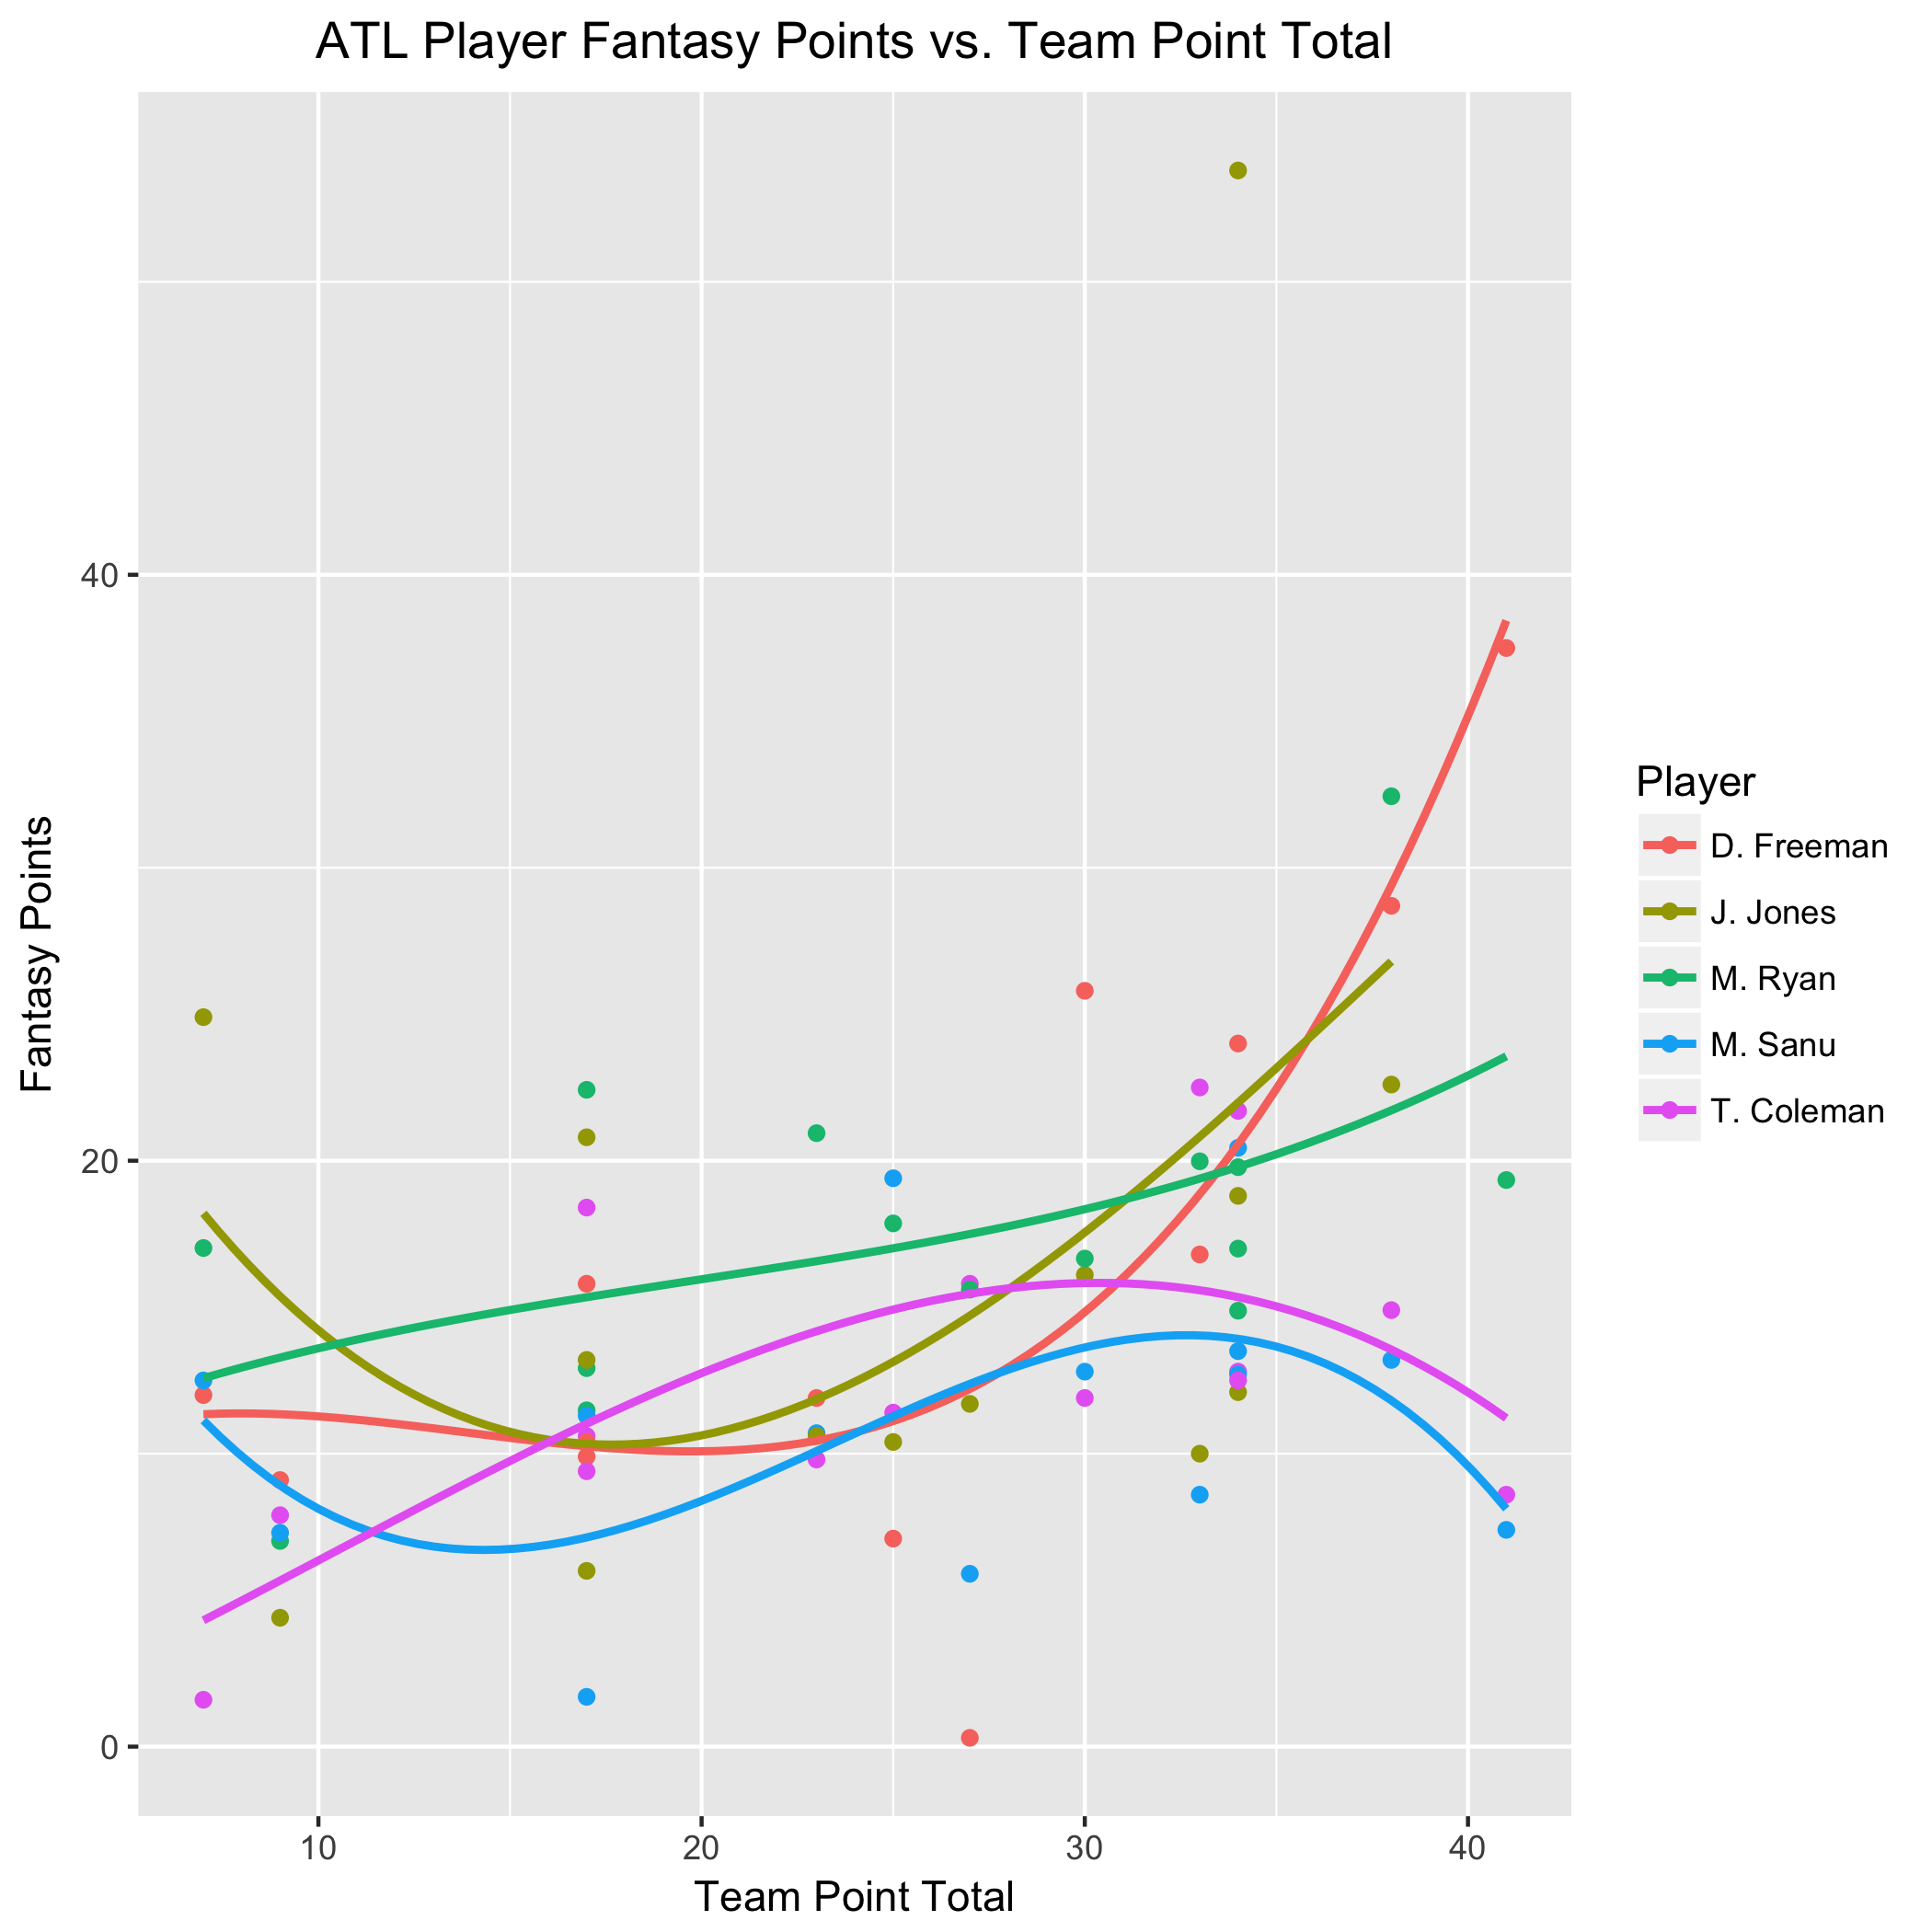 ATL Player Fantasy Points vs. Team Point Total
Fantasy Points
40
20
0
10
20
30
40
Team Point Total
Player
D. Freeman
J. Jones
M. Ryan
M. Sanu
T. Coleman